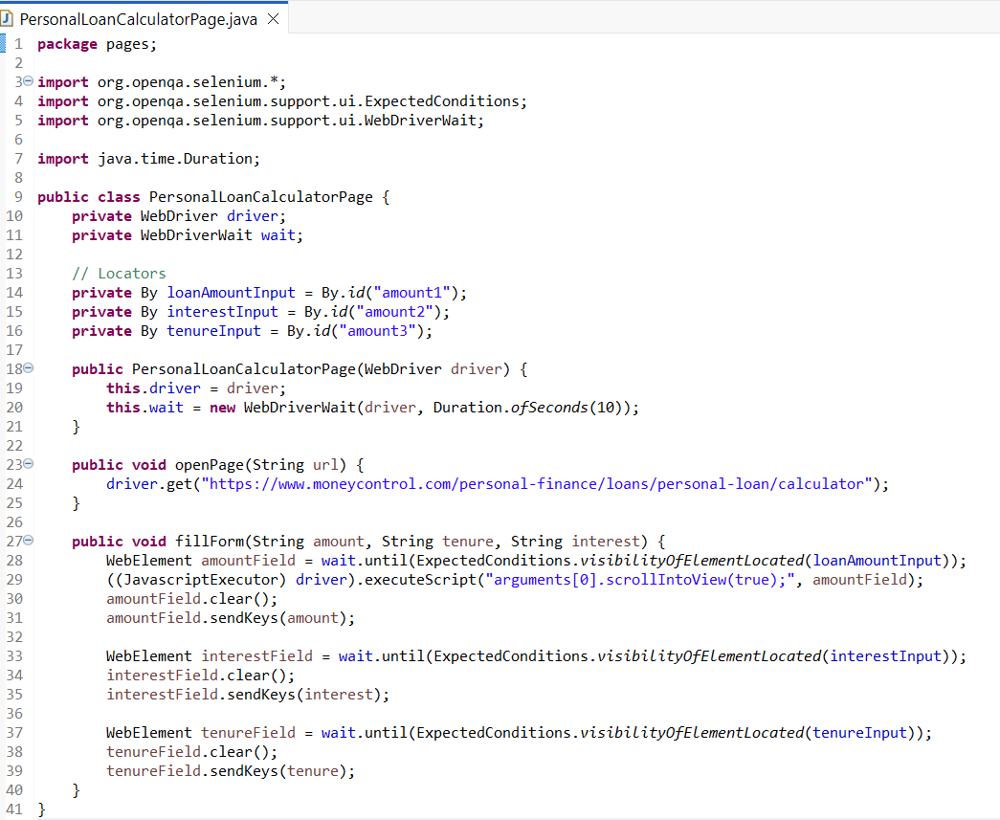 PersonalLoanCalculatorPage.java
1 package pages;
2
3 import org.openqa.selenium.*;
4 import org.openqa.selenium.support.ui.ExpectedConditions;
5 import org.openqa.selenium.support.ui.WebDriverWait;
6
7 import java.time.Duration;
8
9 public class PersonalLoanCalculatorPage {
10     private WebDriver driver;
11     private WebDriverWait wait;
12
13     // Locators
14     private By loanAmountInput = By.id("amount1");
15     private By interestInput = By.id("amount2");
16     private By tenureInput = By.id("amount3");
17
18     public PersonalLoanCalculatorPage(WebDriver driver) {
19         this.driver = driver;
20         this.wait = new WebDriverWait(driver, Duration.ofSeconds(10));
21     }
22
23     public void openPage(String url) {
24         driver.get("https://www.moneycontrol.com/personal-finance/loans/personal-loan/calculator");
25     }
26
27     public void fillForm(String amount, String tenure, String interest) {
28         WebElement amountField = wait.until(ExpectedConditions.visibilityOfElementLocated(loanAmountInput));
29         ((JavascriptExecutor) driver).executeScript("arguments[0].scrollIntoView(true);", amountField);
30         amountField.clear();
31         amountField.sendKeys(amount);
32
33         WebElement interestField = wait.until(ExpectedConditions.visibilityOfElementLocated(interestInput));
34         interestField.clear();
35         interestField.sendKeys(interest);
36
37         WebElement tenureField = wait.until(ExpectedConditions.visibilityOfElementLocated(tenureInput));
38         tenureField.clear();
39         tenureField.sendKeys(tenure);
40     }
41 }